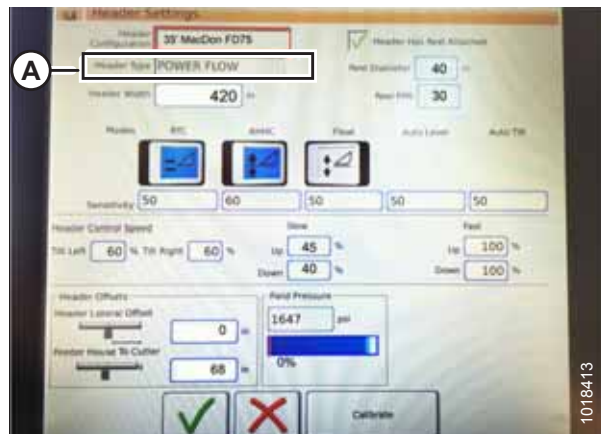 Header Settings
Header Configuration 35' MacDon FD75
Header Has Reel Attached
A
Header Type POWER FLOW
Reel Diameter 40 in
Header Width 420 in
Reel PPR 30
Modes RTC AHHC Float Auto Level Auto Tilt
Sensitivity 50 60 50 50 50
Header Control Speed Slow Fast
Tilt Left 60 % Tilt Right 60 % Up 45 % Up 100 %
Down 40 % Down 100 %
Header Offsets Field Pressure
Header Lateral Offset 1647 psi
0 in
Feeder House To Cutter 68 in
0%
Calibrate
1018413